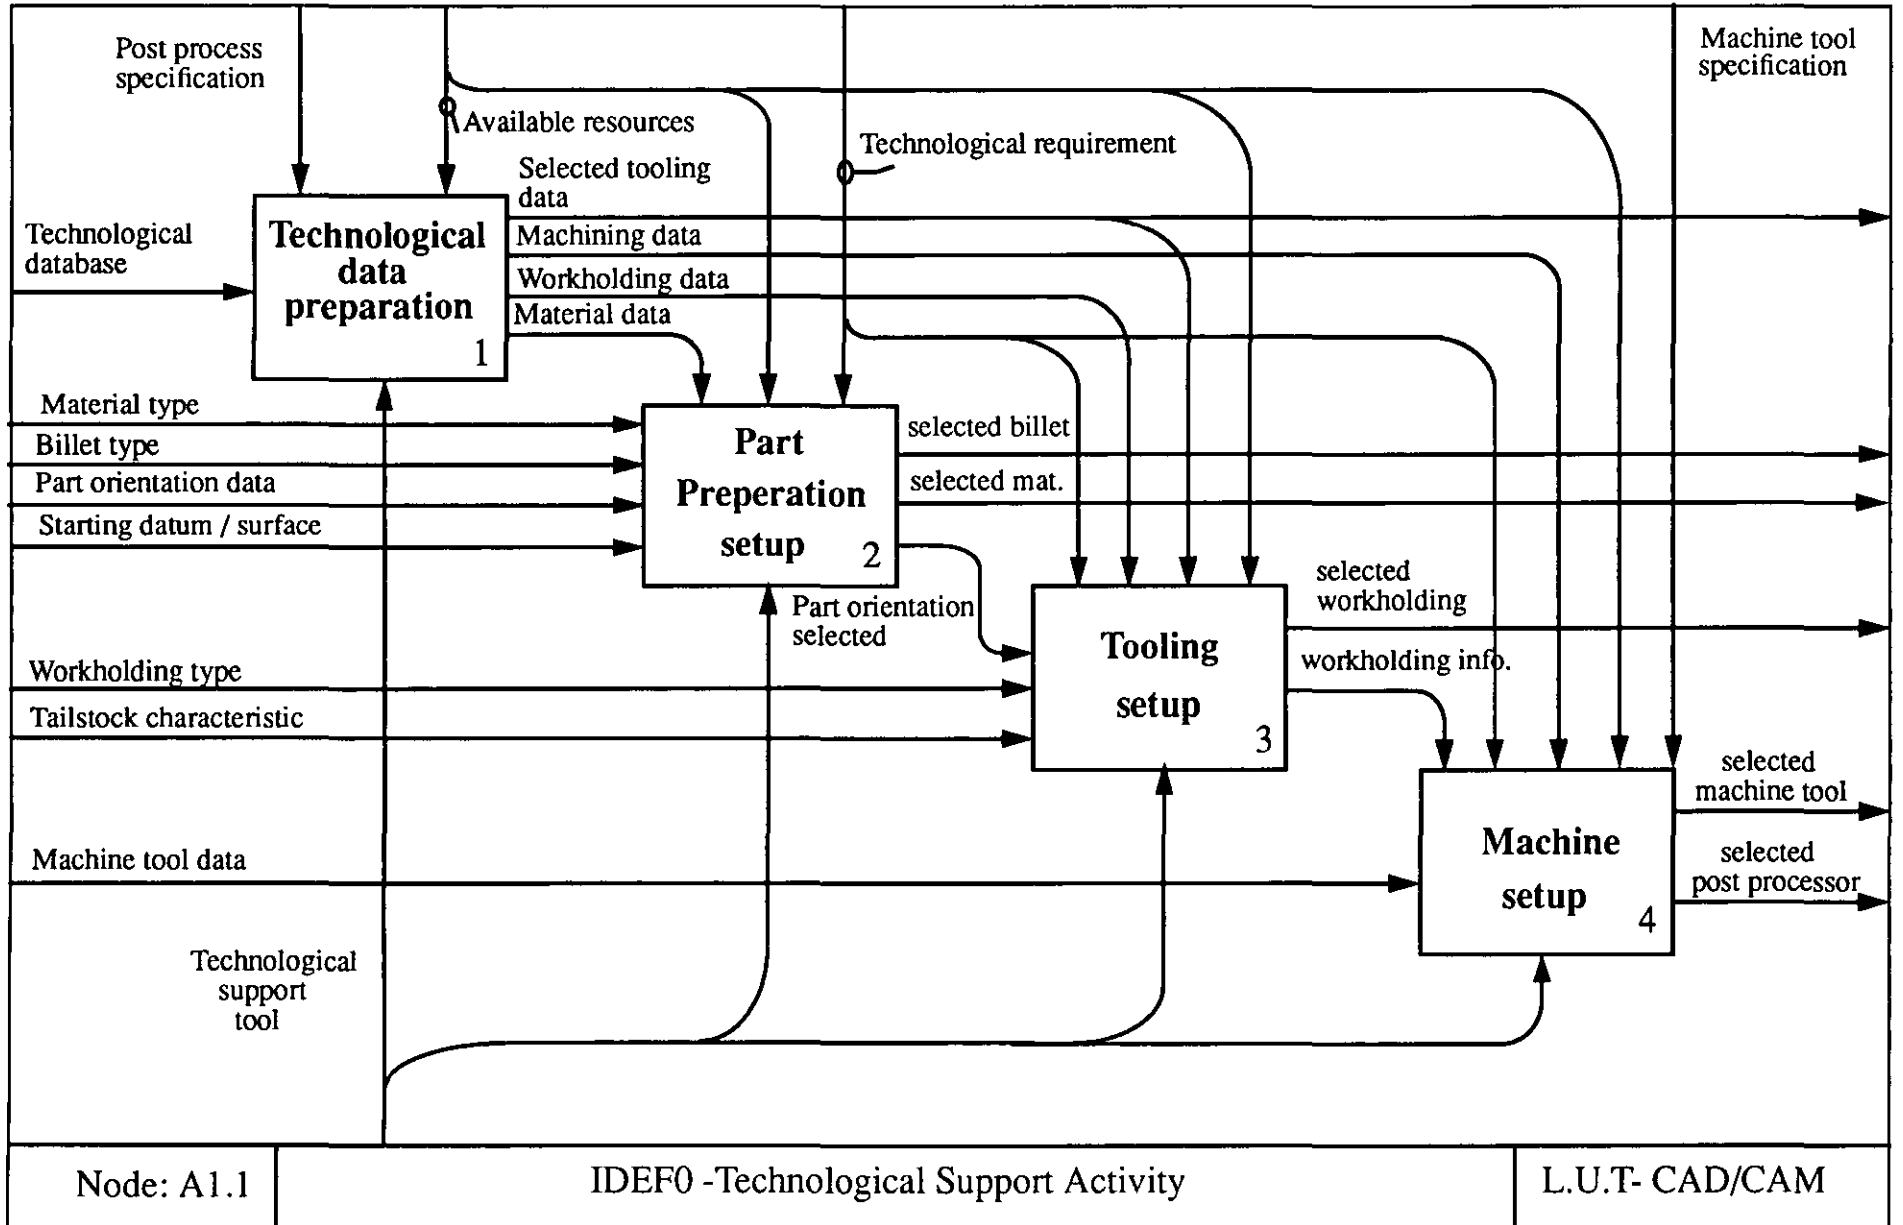 Post process
specification
Machine tool
specification
Available resources
Technological requirement
Selected tooling
data
Technological
database
Technological
data
preparation
1
Machining data
Workholding data
Material data
Material type
Billet type
Part orientation data
Starting datum / surface
Part
Preperation
setup
2
selected billet
selected mat.
Part orientation
selected
selected
workholding
Workholding type
Tailstock characteristic
Tooling
setup
3
workholding info.
selected
machine tool
Machine tool data
Machine
setup
4
selected
post processor
Technological
support
tool
Node: A1.1
IDEF0 -Technological Support Activity
L.U.T- CAD/CAM